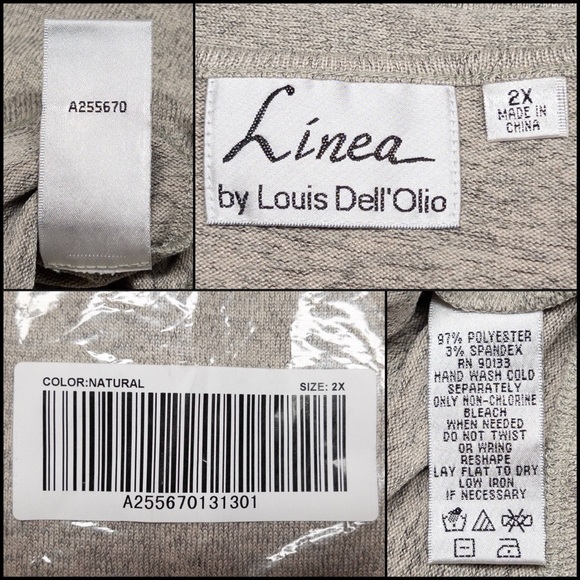 A255670
Linea
by Louis Dell'Olio
2X
MADE IN
CHINA
COLOR:NATURAL SIZE: 2X
A255670131301
97% POLYESTER
3% SPANDEX
RN 90133
HAND WASH COLD
SEPARATELY
ONLY NON-CHLORINE
BLEACH
WHEN NEEDED
DO NOT TWIST
OR WRING
RESHAPE
LAY FLAT TO DRY
LOW IRON
IF NECESSARY